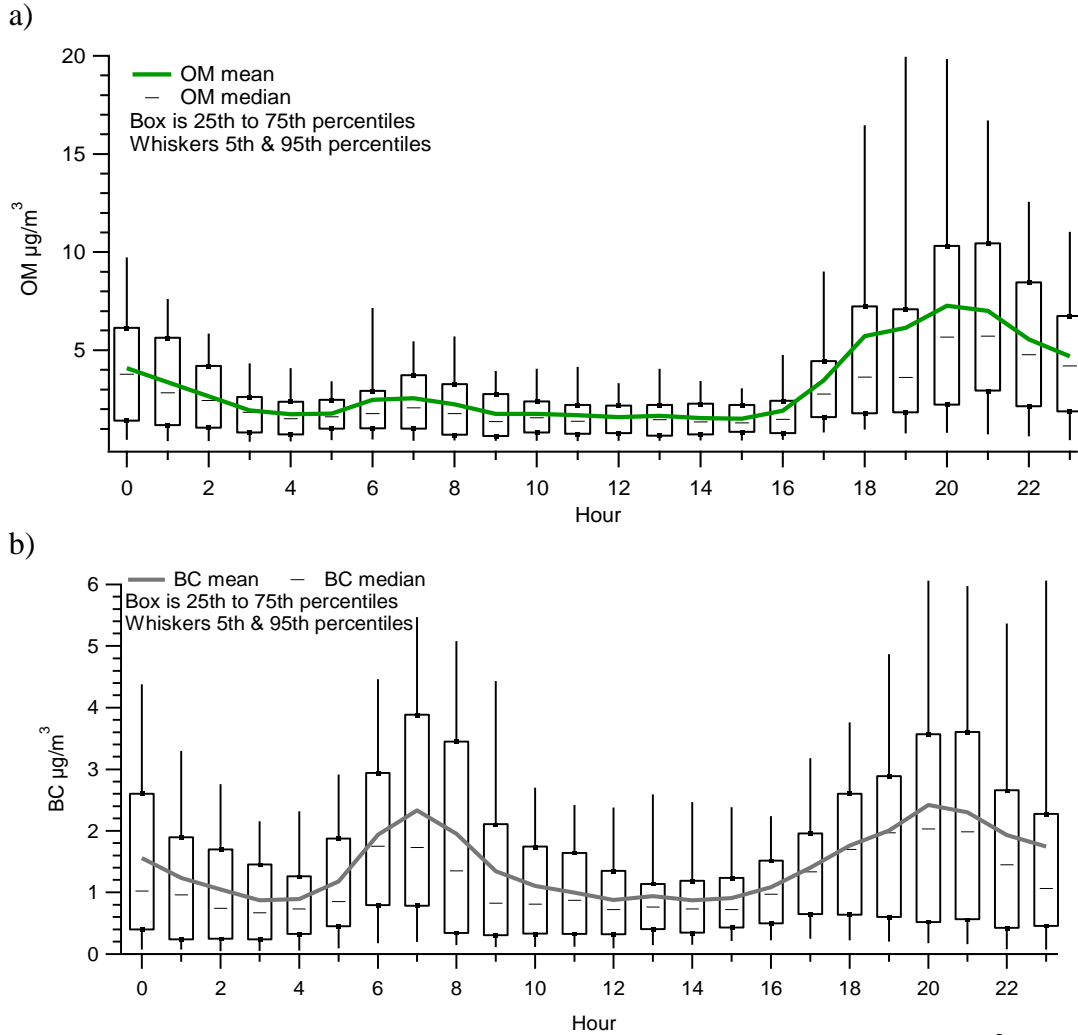 a)
20
15
10
5
OM µg/m³
OM mean
OM median
Box is 25th to 75th percentiles
Whiskers 5th & 95th percentiles
0 2 4 6 8 10 12 14 16 18 20 22
Hour
b)
6
5
4
3
2
1
0
BC µg/m³
BC mean BC median
Box is 25th to 75th percentiles
Whiskers 5th & 95th percentiles
0 2 4 6 8 10 12 14 16 18 20 22
Hour